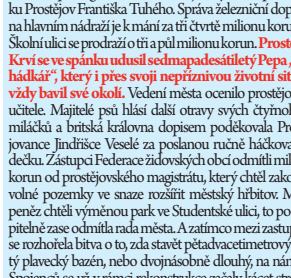 ku Prostějov Františka Tuhého. Správa železniční dop
na hlavním nádraží je k mání za tři čtvrtě milionu koru
Školní ulici se prodraží o tři a půl milionu korun. Prost
Krví se ve spánku udusil sedmapadesátiletý Pepa „
hádkář“, který i přes svoji nepříznivou životní sit
vždy bavil své okolí. Vedení města ocenilo prostějo
učitele. Majitelé psů hlásí další otravy svých čtyřnoh
miláčků a britská královna dopisem poděkovala Pro
jovance Jindřišce Veselé za poslanou ručně háčkova
dečku. Zástupci Federace židovských obcí odmítli mili
korun od prostějovského magistrátu, který chtěl zako
volné pozemky ve snaze rozšířit městský hřbitov. M
peněz chtěli výměnou park ve Studentské ulici, to po
pitelně zase odmítla rada města. A zatímco mezi zastup
se rozhořela bitva o to, zda stavět pětadvacetimetrový
tý plavecký bazén, nebo dvojnásobně dlouhý, na nám